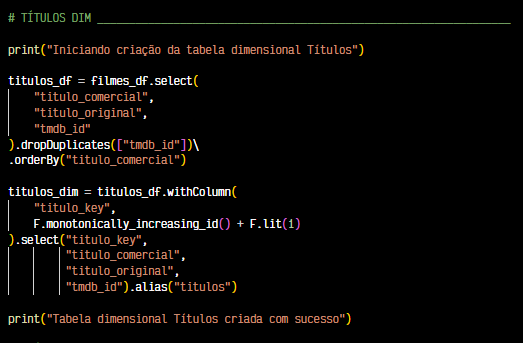 # TÍTULOS DIM ____________________________________________________________
print("Iniciando criação da tabela dimensional Títulos")
titulos_df = filmes_df.select(
"titulo_comercial",
"titulo_original",
"tmdb_id"
).dropDuplicates(["tmdb_id"])\
.orderBy("titulo_comercial")
titulos_dim = titulos_df.withColumn(
"titulo_key",
F.monotonically_increasing_id() + F.lit(1)
).select("titulo_key",
"titulo_comercial",
"titulo_original",
"tmdb_id").alias("titulos")
print("Tabela dimensional Títulos criada com sucesso")